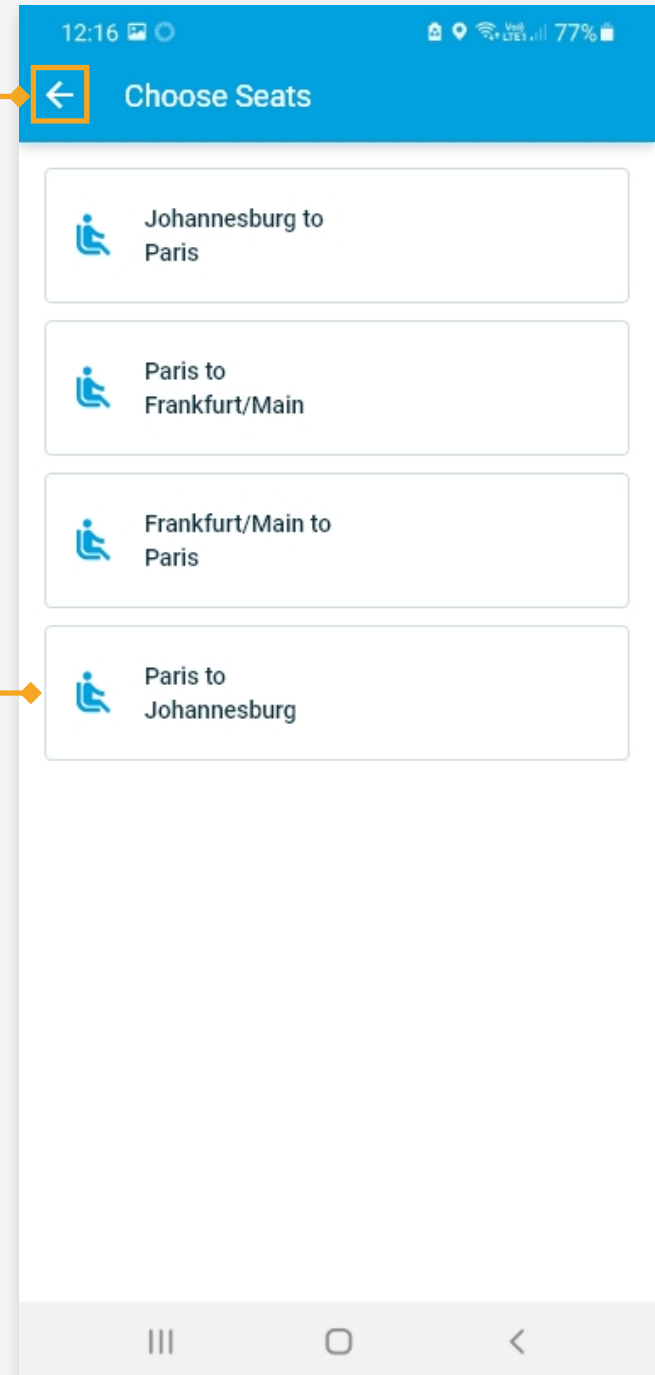 12:16 77%
Choose Seats
Johannesburg to
Paris
Paris to
Frankfurt/Main
Frankfurt/Main to
Paris
Paris to
Johannesburg